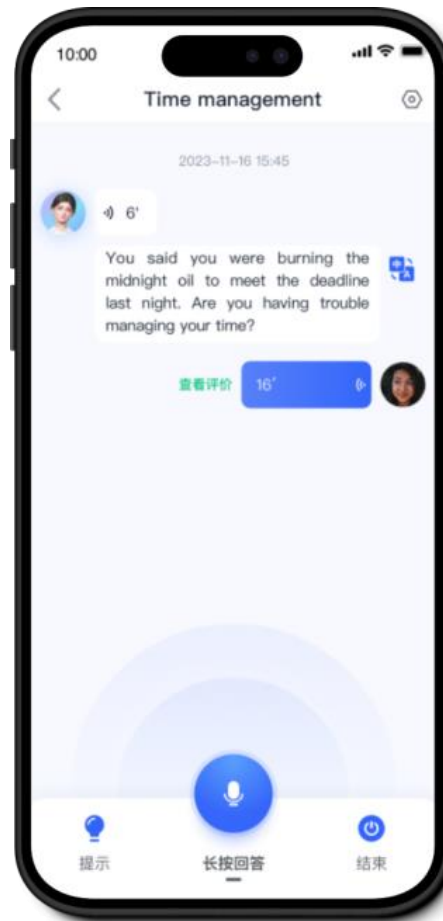 10:00
Time management
2023-11-16 15:45
6'
You said you were burning the
midnight oil to meet the deadline
last night. Are you having trouble
managing your time?
中
A
查看评价
16'
提示
长按回答
结束